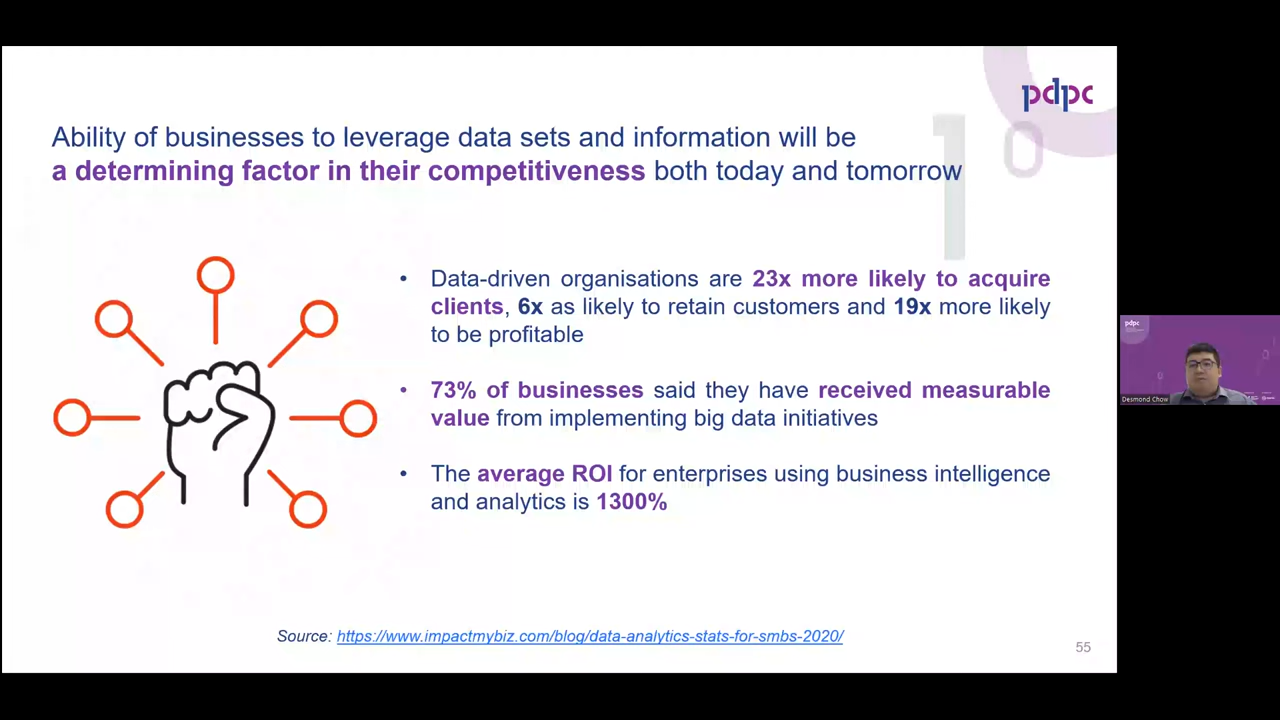 pdpc
Ability of businesses to leverage data sets and information will be
a determining factor in their competitiveness both today and tomorrow
1 0
• Data-driven organisations are 23x more likely to acquire
clients, 6x as likely to retain customers and 19x more likely
to be profitable
• 73% of businesses said they have received measurable
value from implementing big data initiatives
• The average ROI for enterprises using business intelligence
and analytics is 1300%
Source: https://www.impactmybiz.com/blog/data-analytics-stats-for-smbs-2020/
55
pdpc
Desmond Chow